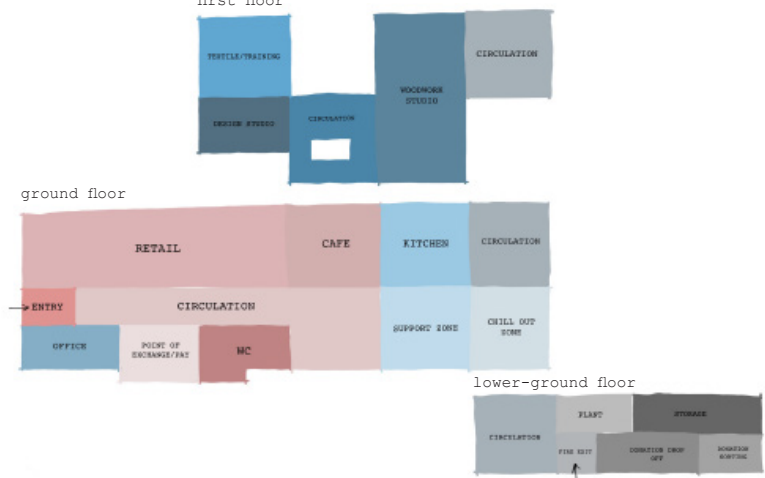 first floor
TEXTILE/TRAINING
DESIGN STUDIO
CIRCULATION
WOODWORK
STUDIO
CIRCULATION
ground floor
RETAIL
CAFE
KITCHEN
CIRCULATION
ENTRY
CIRCULATION
SUPPORT ZONE
CHILL OUT
ZONE
OFFICE
POINT OF
EXCHANGE/PAY
WC
lower-ground floor
CIRCULATION
PLANT
STORAGE
FIRE EXIT
DONATION DROP
OFF
DONATION
SORTING